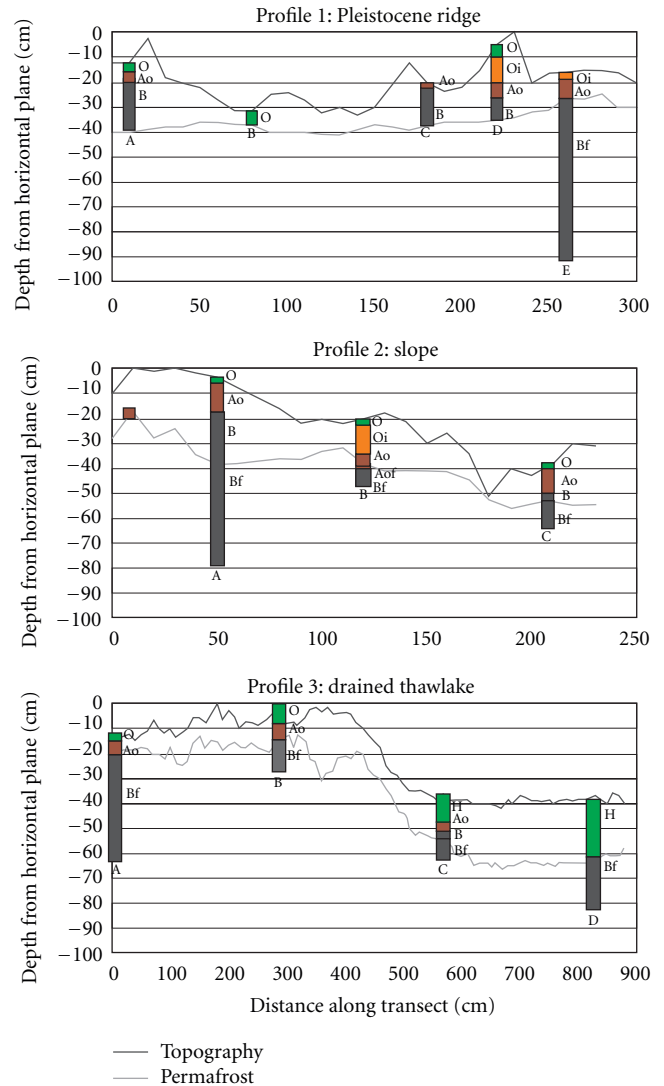 Profile 1: Pleistocene ridge
Depth from horizontal plane (cm)
0
−10
−20
−30
−40
−50
−60
−70
−80
−90
−100
O
Ao
B
A
O
B
Ao
C
O
Oi
Ao
B
D
Oi
Ao
Bf
E
0 50 100 150 200 250 300
Profile 2: slope
Depth from horizontal plane (cm)
0
−10
−20
−30
−40
−50
−60
−70
−80
−90
−100
O
Ao
B
Bf
A
O
Oi
Ao
Aof
Bf
B
O
Ao
B
Bf
C
0 50 100 150 200 250
Profile 3: drained thawlake
Depth from horizontal plane (cm)
0
−10
−20
−30
−40
−50
−60
−70
−80
−90
−100
O
Ao
Bf
A
O
Ao
Bf
B
H
Ao
B
Bf
C
H
Bf
D
0 100 200 300 400 500 600 700 800 900
Distance along transect (cm)
Topography
Permafrost